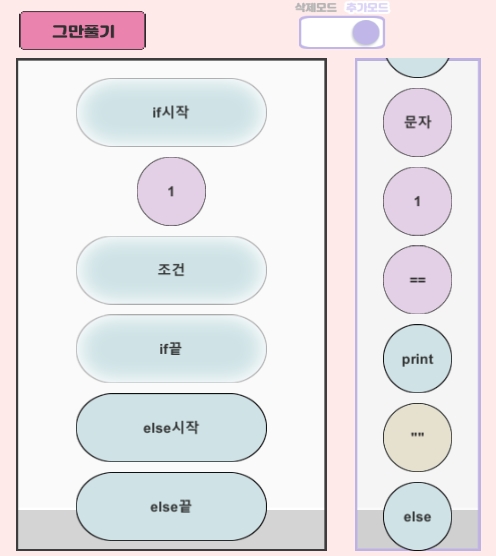 그만풀기
삭제모드 추가모드
if시작
1
조건
if끝
else시작
else끝
문자
1
==
print
""
else